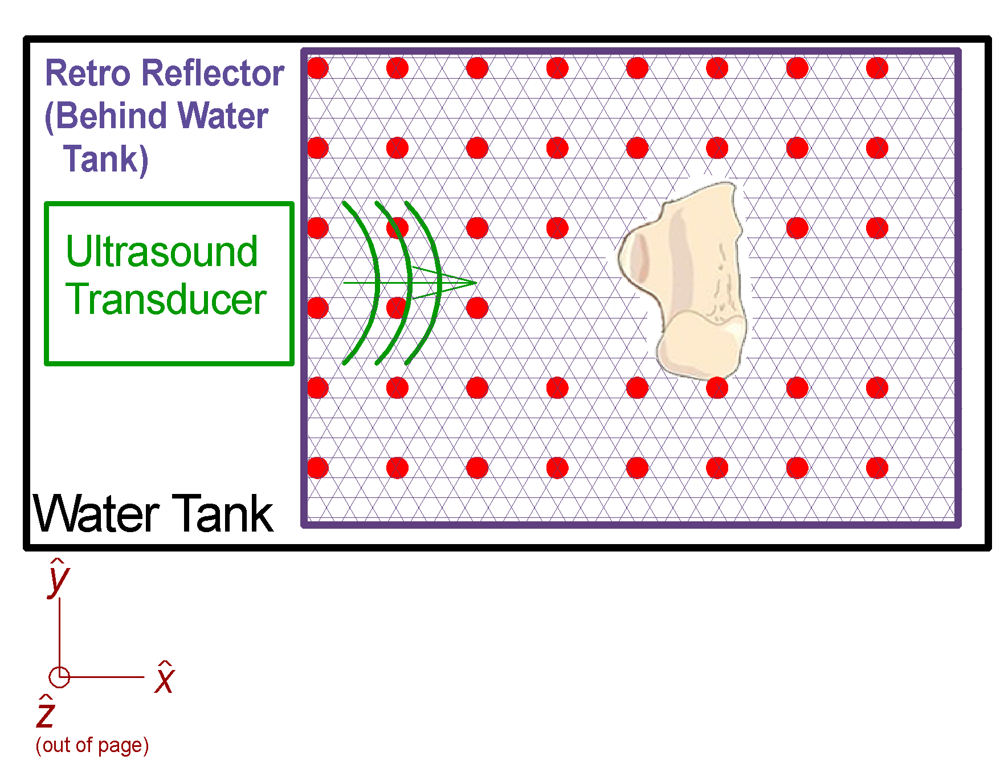 Retro Reflector
(Behind Water
Tank)
Ultrasound
Transducer
Water Tank
ŷ
x̂
ẑ
(out of page)